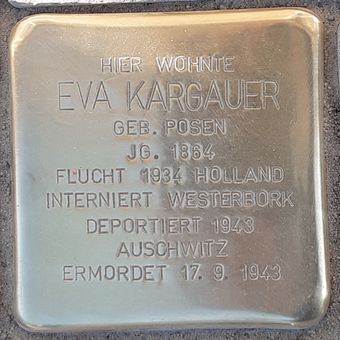 HIER WOHNTE
EVA KARGAUER
GEB. POSEN
JG. 1864
FLUCHT 1934 HOLLAND
INTERNIERT WESTERBORK
DEPORTIERT 1943
AUSCHWITZ
ERMORDET 17. 9. 1943